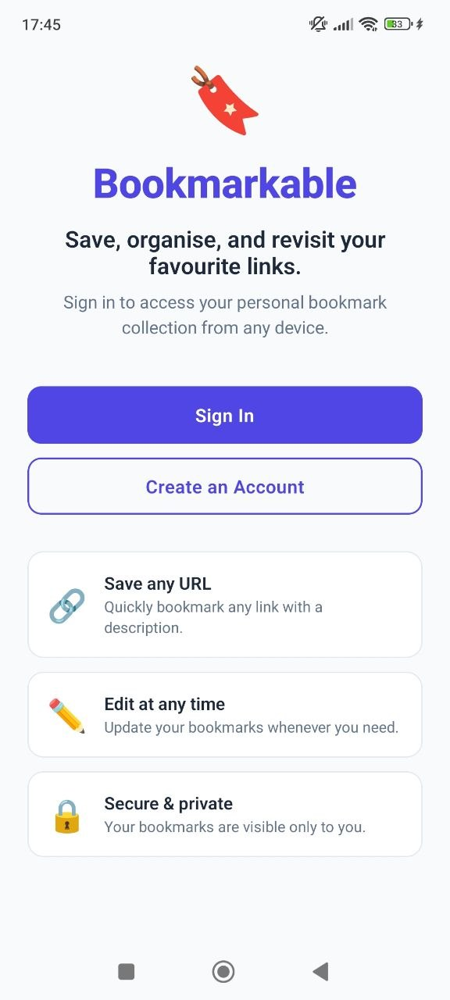 17:45
83
Bookmarkable
Save, organise, and revisit your
favourite links.
Sign in to access your personal bookmark
collection from any device.
Sign In
Create an Account
Save any URL
Quickly bookmark any link with a
description.
Edit at any time
Update your bookmarks whenever you need.
Secure & private
Your bookmarks are visible only to you.